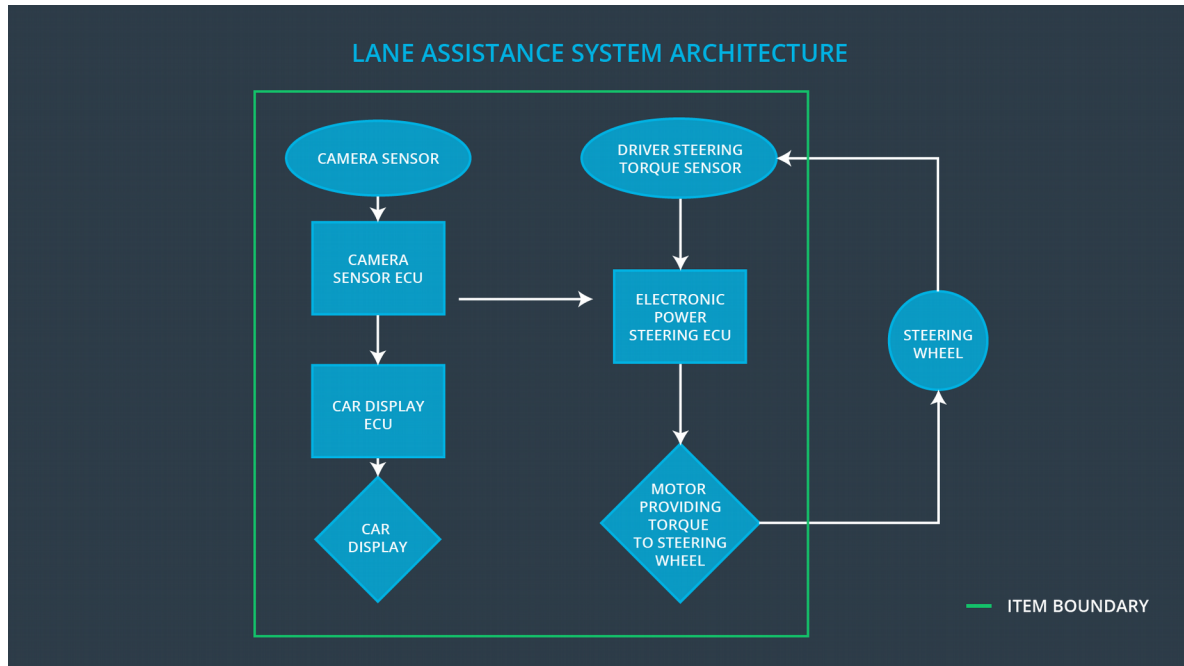 LANE ASSISTANCE SYSTEM ARCHITECTURE
CAMERA SENSOR
CAMERA
SENSOR ECU
CAR DISPLAY
ECU
CAR
DISPLAY
DRIVER STEERING
TORQUE SENSOR
ELECTRONIC
POWER
STEERING ECU
MOTOR
PROVIDING
TORQUE
TO STEERING
WHEEL
STEERING
WHEEL
ITEM BOUNDARY